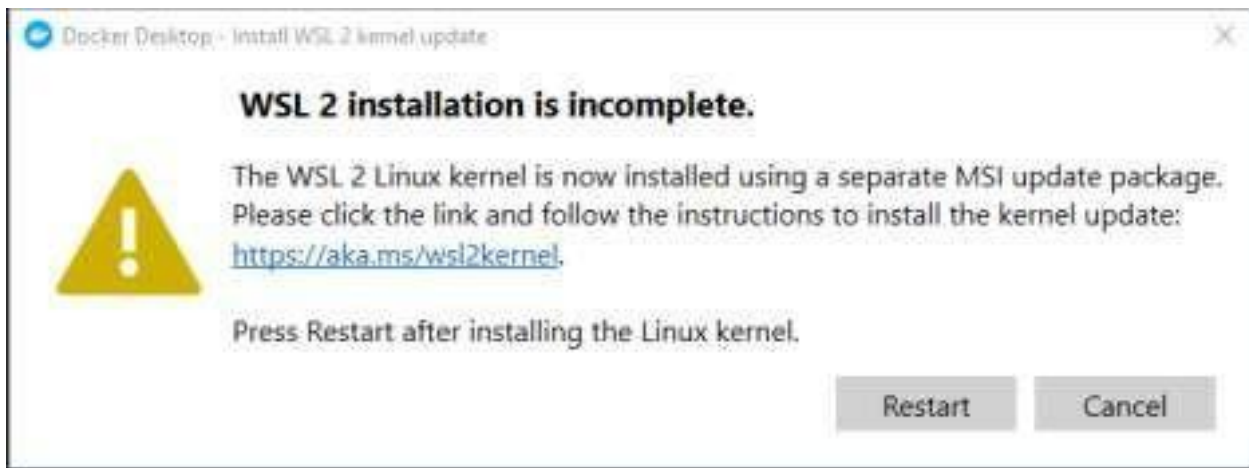 Docker Desktop - Install WSL 2 kernel update
WSL 2 installation is incomplete.
The WSL 2 Linux kernel is now installed using a separate MSI update package.
Please click the link and follow the instructions to install the kernel update:
https://aka.ms/wsl2kernel.
Press Restart after installing the Linux kernel.
Restart Cancel